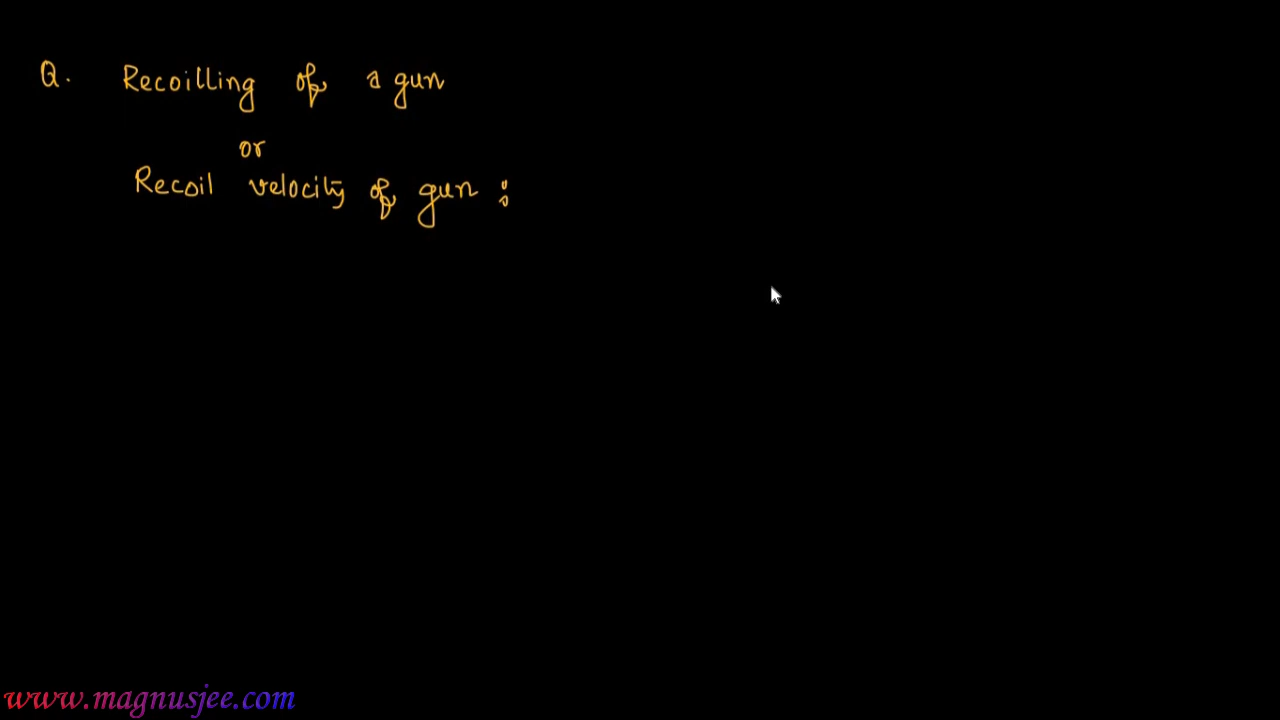 Q. Recoilling of a gun
or
Recoil velocity of gun :
www.magnusjee.com